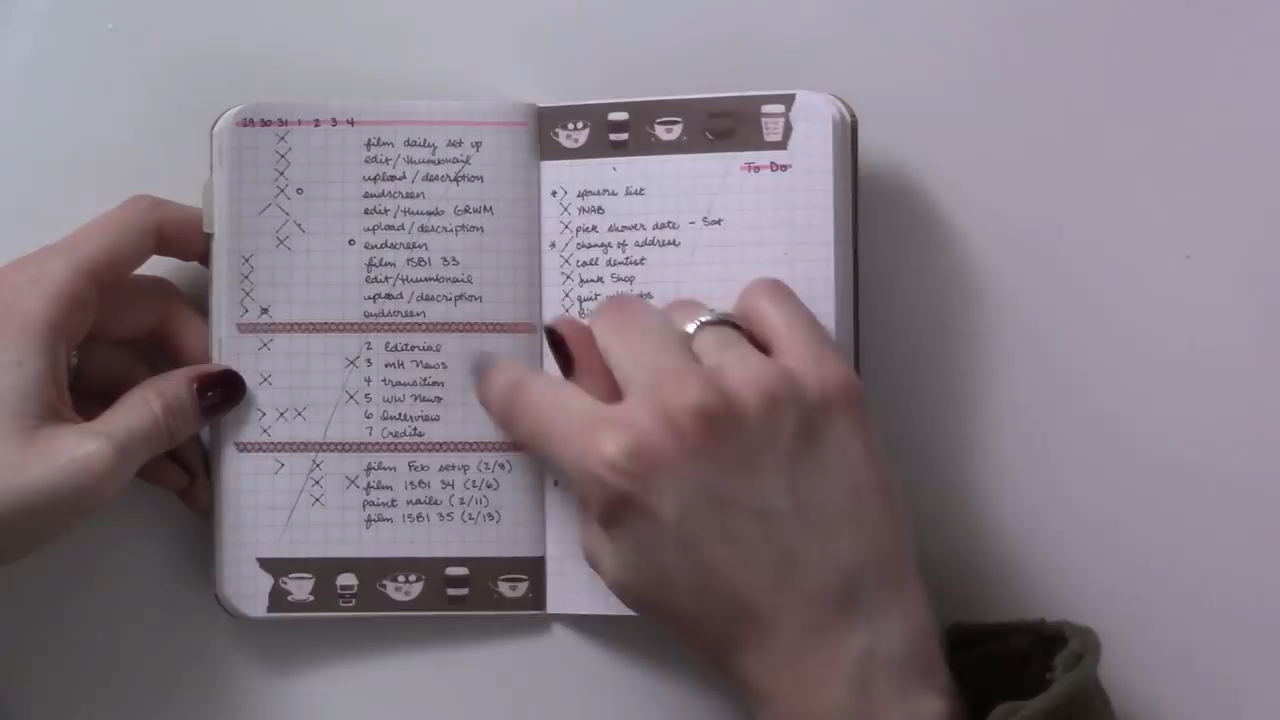 29 30 31 1 2 3 4
film daily set up
edit/thumbnail
upload/description
endscreen
edit/thumb GRWM
upload/description
endscreen
film ISBI 33
edit/thumbnail
upload/description
endscreen
2 Editorial
3 mH News
4 transition
5 WW News
6 Interview
7 Credits
film Feb setup (2/8)
film ISBI 34 (2/6)
paint nails (2/11)
film ISBI 35 (2/13)
To Do
sponsors list
YNAB
pick shower date - Sat
change of address
call dentist
Junk Shop
quit